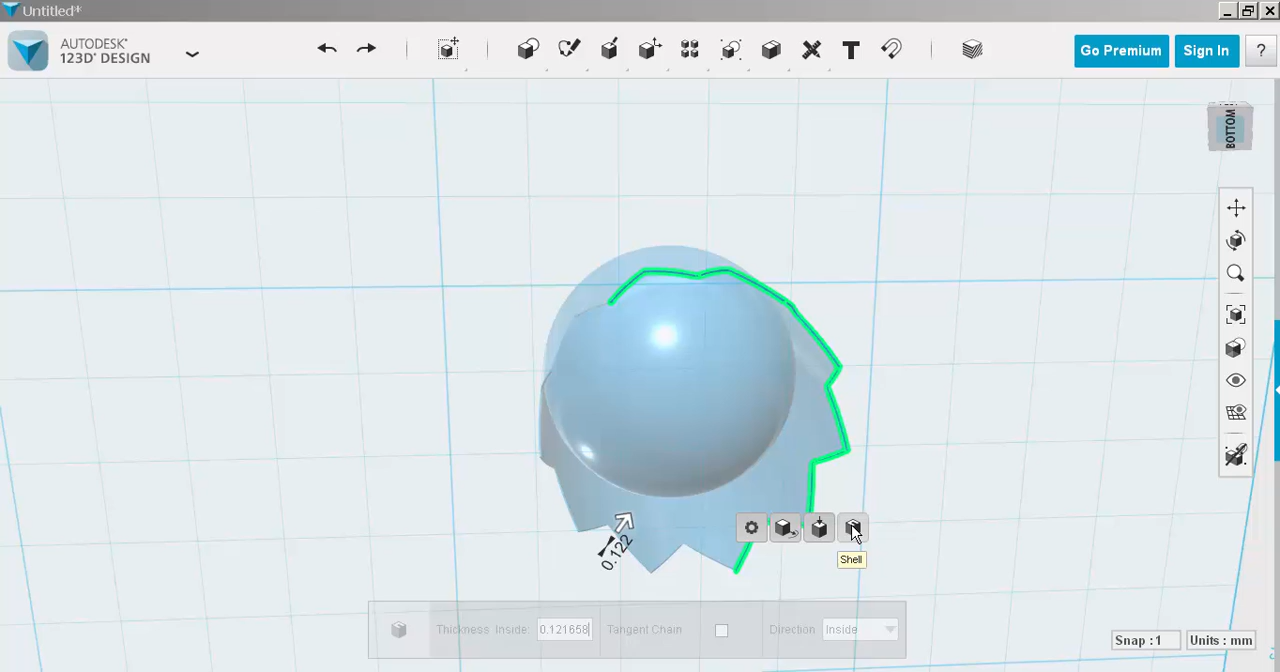 Untitled*
AUTODESK®
123D® DESIGN
T
Go Premium
Sign In
?
BOTTOM
0.122
Shell
Thickness Inside: 0.121658 Tangent Chain Direction Inside
Snap : 1
Units : mm